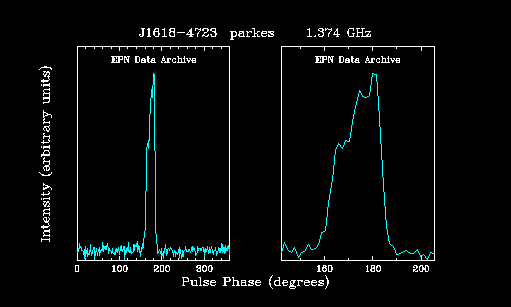 J1618-4723 parkes 1.374 GHz
EPN Data Archive EPN Data Archive
Intensity (arbitrary units)
0 100 200 300 160 180 200
Pulse Phase (degrees)